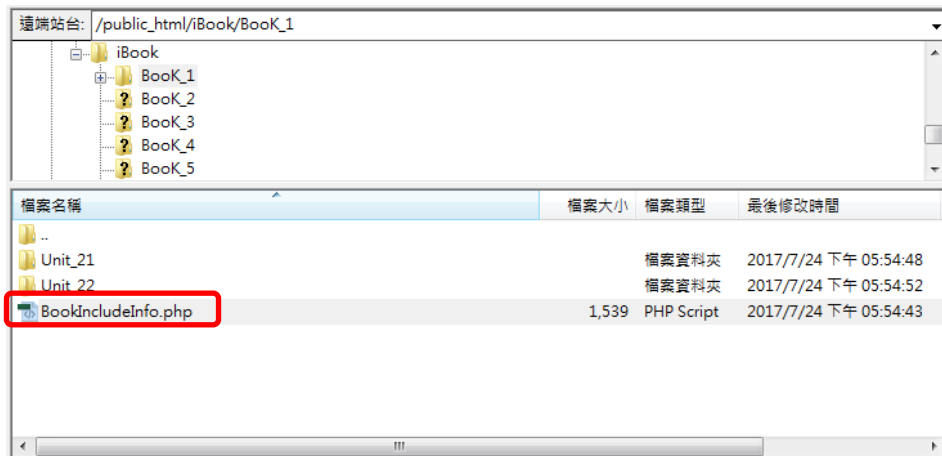 遠端站台: /public_html/iBook/BooK_1
iBook
BooK_1
BooK_2
BooK_3
BooK_4
BooK_5
檔案名稱 檔案大小 檔案類型 最後修改時間
..
Unit_21 檔案資料夾 2017/7/24 下午 05:54:48
Unit_22 檔案資料夾 2017/7/24 下午 05:54:52
BookIncludeInfo.php 1,539 PHP Script 2017/7/24 下午 05:54:43